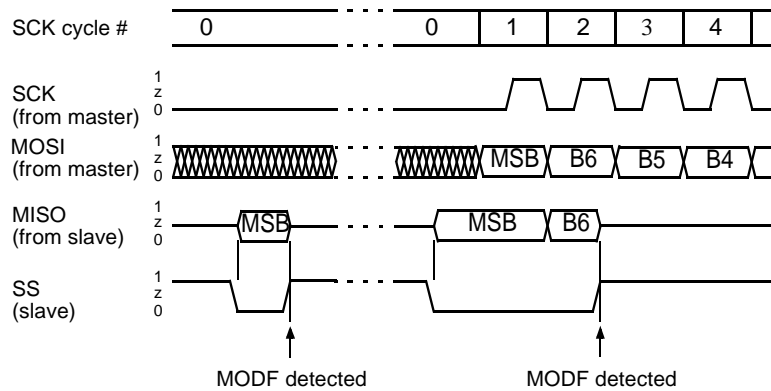 SCK cycle # 0 0 1 2 3 4
SCK
(from master)
1
z
0
MOSI
(from master)
1
z
0
MSB B6 B5 B4
MISO
(from slave)
1
z
0
MSB MSB B6
SS
(slave)
1
z
0
MODF detected MODF detected